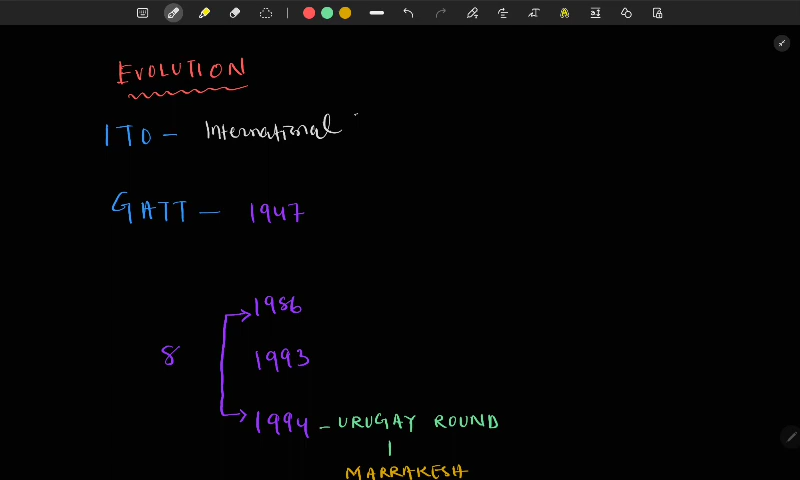 EVOLUTION
ITO - International
GATT - 1947
1986
8
1993
1994 - URUGAY ROUND
MARRAKESH